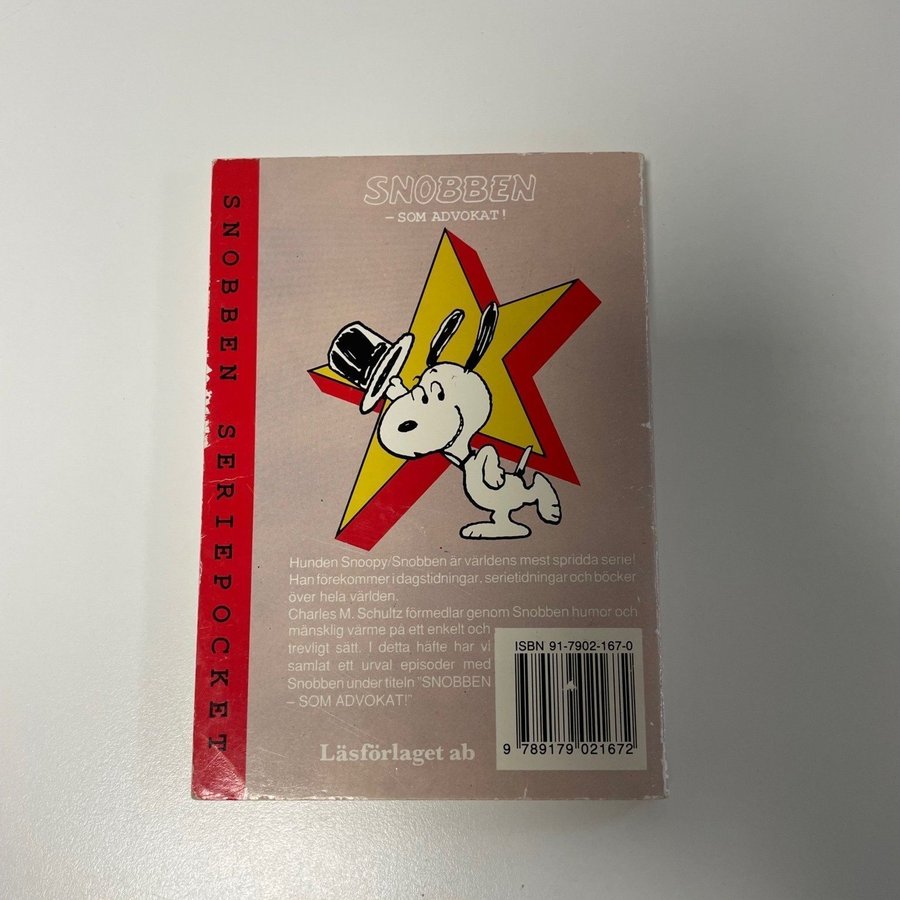 SNOBBEN SERIEPOCKET
SNOBBEN
– SOM ADVOKAT!
Hunden Snoopy/Snobben är världens mest spridda serie!
Han förekommer i dagstidningar, serietidningar och böcker
över hela världen.
Charles M. Schultz förmedlar genom Snobben humor och
mänsklig värme på ett enkelt och
trevligt sätt. I detta häfte har vi
samlat ett urval episoder med
Snobben under titeln "SNOBBEN
– SOM ADVOKAT!"
ISBN 91-7902-167-0
9 789179 021672
Läsförlaget ab